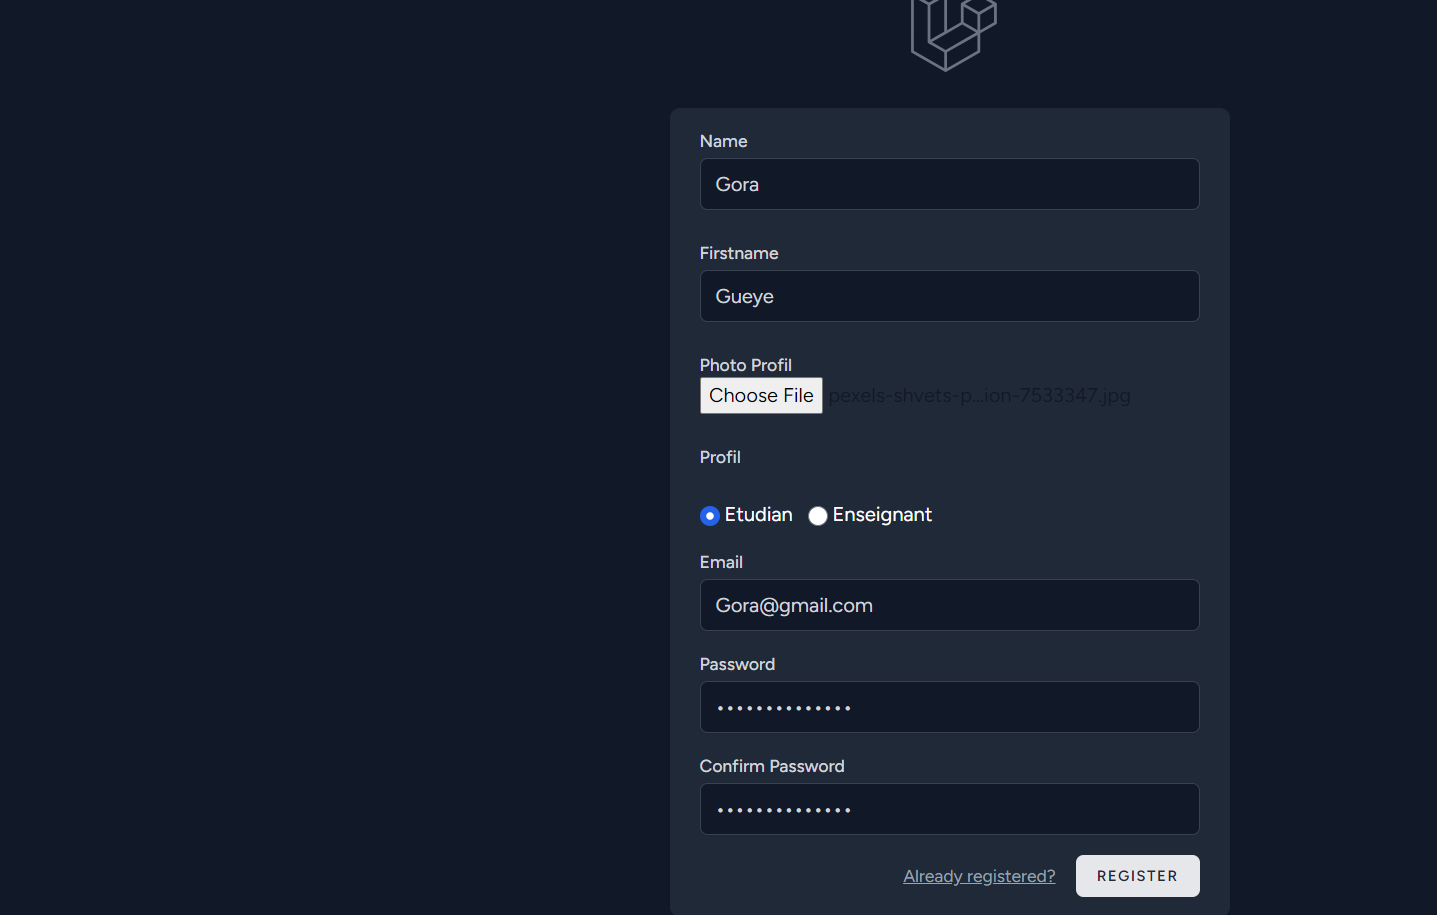 Name
Gora
Firstname
Gueye
Photo Profil
Choose File pexels-shvets-p...ion-7533347.jpg
Profil
Etudian Enseignant
Email
Gora@gmail.com
Password
••••••••••••••
Confirm Password
••••••••••••••
Already registered? REGISTER